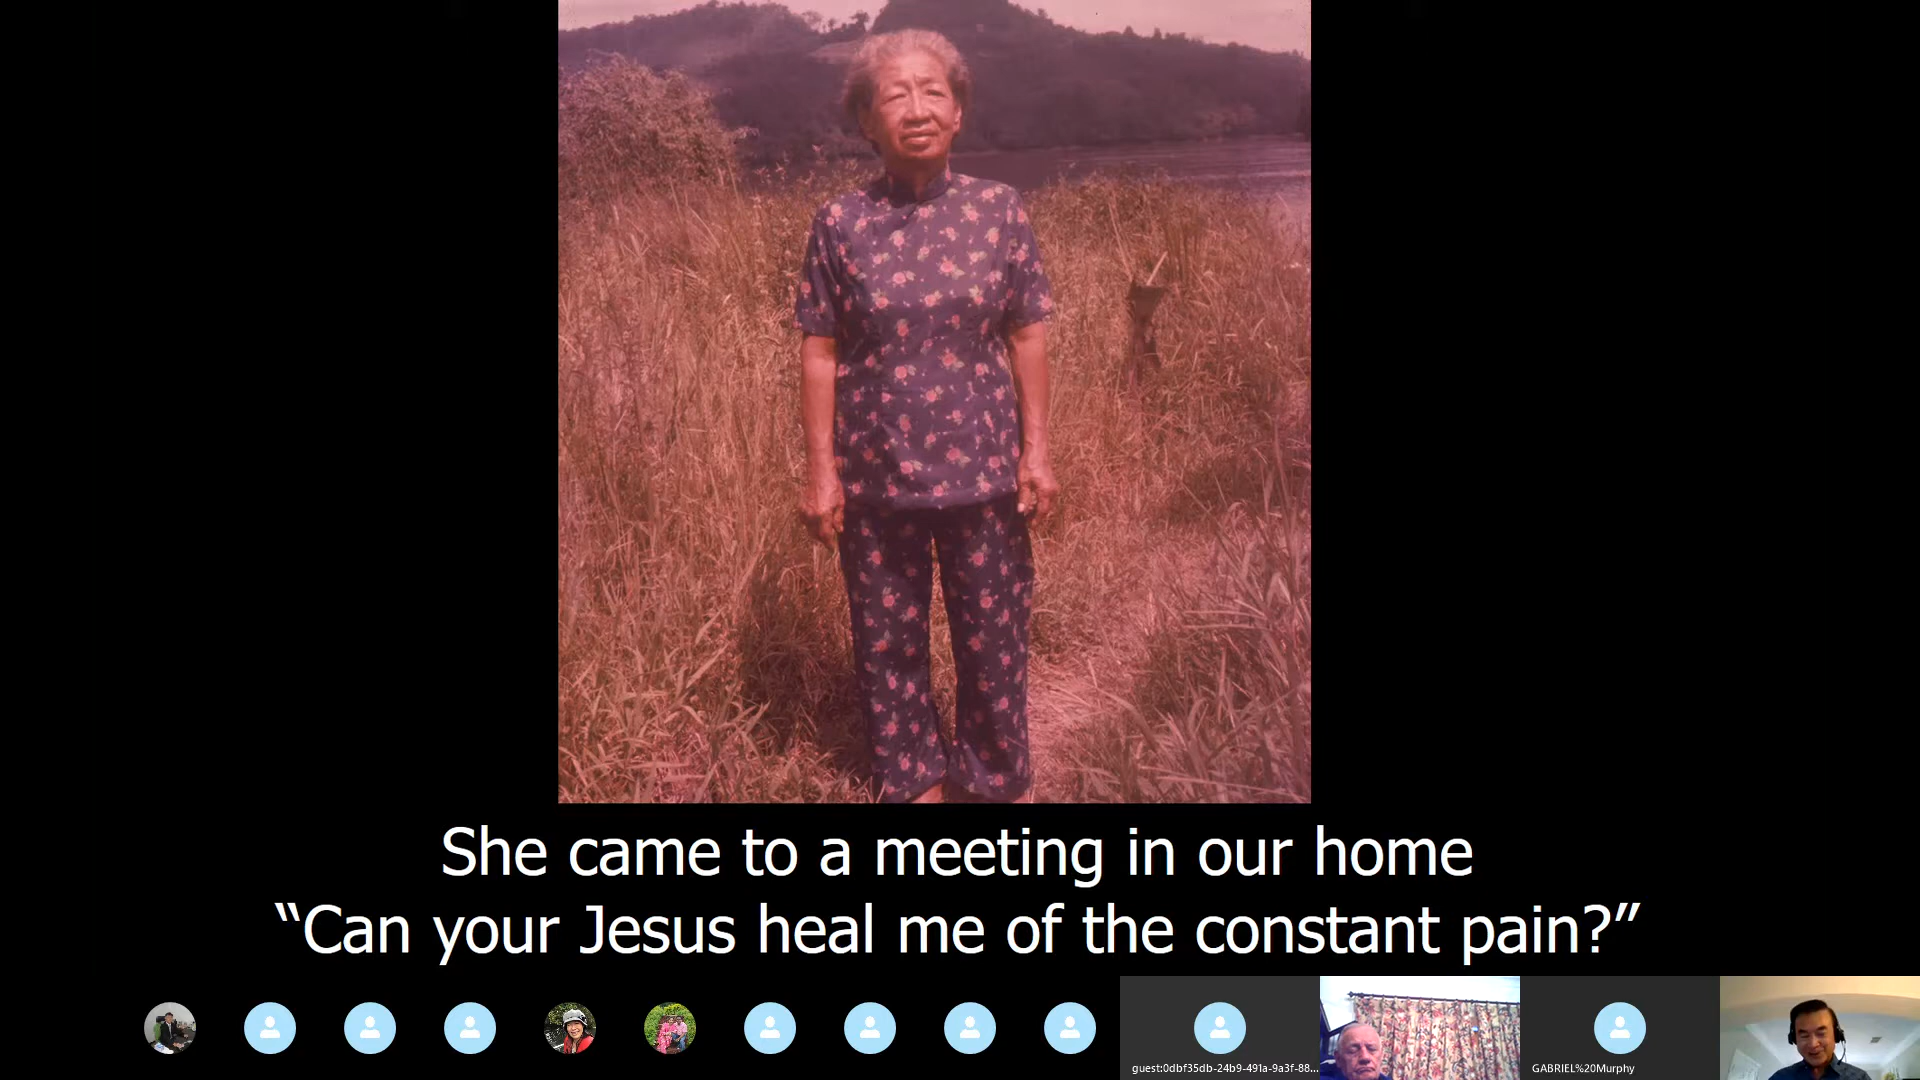 She came to a meeting in our home
“Can your Jesus heal me of the constant pain?”
guest:0dbf35db-24b9-491a-9a3f-88...
GABRIEL%20Murphy